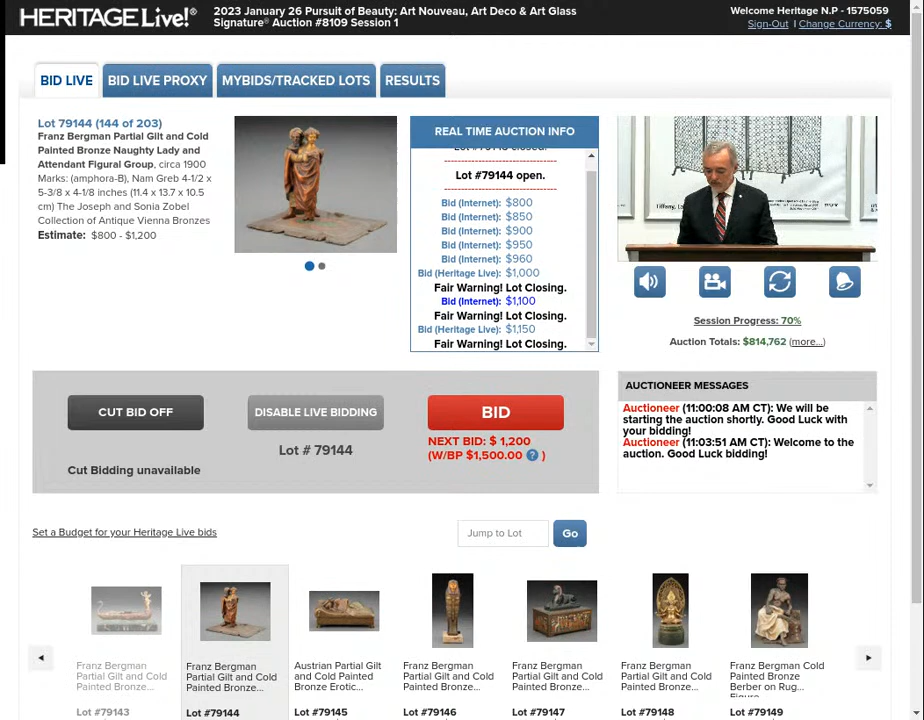 HERITAGE Live!®
2023 January 26 Pursuit of Beauty: Art Nouveau, Art Deco & Art Glass
Signature® Auction #8109 Session 1
Welcome Heritage N.P - 1575059
Sign-Out | Change Currency: $
BID LIVE
BID LIVE PROXY
MYBIDS/TRACKED LOTS
RESULTS
Lot 79144 (144 of 203)
Franz Bergman Partial Gilt and Cold
Painted Bronze Naughty Lady and
Attendant Figural Group, circa 1900
Marks: (amphora-B), Nam Greb 4-1/2 x
5-3/8 x 4-1/8 inches (11.4 x 13.7 x 10.5
cm) The Joseph and Sonia Zobel
Collection of Antique Vienna Bronzes
Estimate: $800 - $1,200
REAL TIME AUCTION INFO
Lot #79143 closed.
Lot #79144 open.
Bid (Internet): $800
Bid (Internet): $850
Bid (Internet): $900
Bid (Internet): $950
Bid (Internet): $960
Bid (Heritage Live): $1,000
Fair Warning! Lot Closing.
Bid (Internet): $1,100
Fair Warning! Lot Closing.
Bid (Heritage Live): $1,150
Fair Warning! Lot Closing.
Session Progress: 70%
Auction Totals: $814,762 (more...)
CUT BID OFF
DISABLE LIVE BIDDING
BID
Cut Bidding unavailable
Lot # 79144
NEXT BID: $ 1,200
(W/BP $1,500.00 ? )
AUCTIONEER MESSAGES
Auctioneer (11:00:08 AM CT): We will be
starting the auction shortly. Good Luck with
your bidding!
Auctioneer (11:03:51 AM CT): Welcome to the
auction. Good Luck bidding!
Set a Budget for your Heritage Live bids
Jump to Lot
Go
Franz Bergman
Partial Gilt and Cold
Painted Bronze...
Lot #79143
Franz Bergman
Partial Gilt and Cold
Painted Bronze...
Lot #79144
Austrian Partial Gilt
and Cold Painted
Bronze Erotic...
Lot #79145
Franz Bergman
Partial Gilt and Cold
Painted Bronze...
Lot #79146
Franz Bergman
Partial Gilt and Cold
Painted Bronze...
Lot #79147
Franz Bergman
Partial Gilt and Cold
Painted Bronze...
Lot #79148
Franz Bergman Cold
Painted Bronze
Berber on Rug...
Figure
Lot #79149